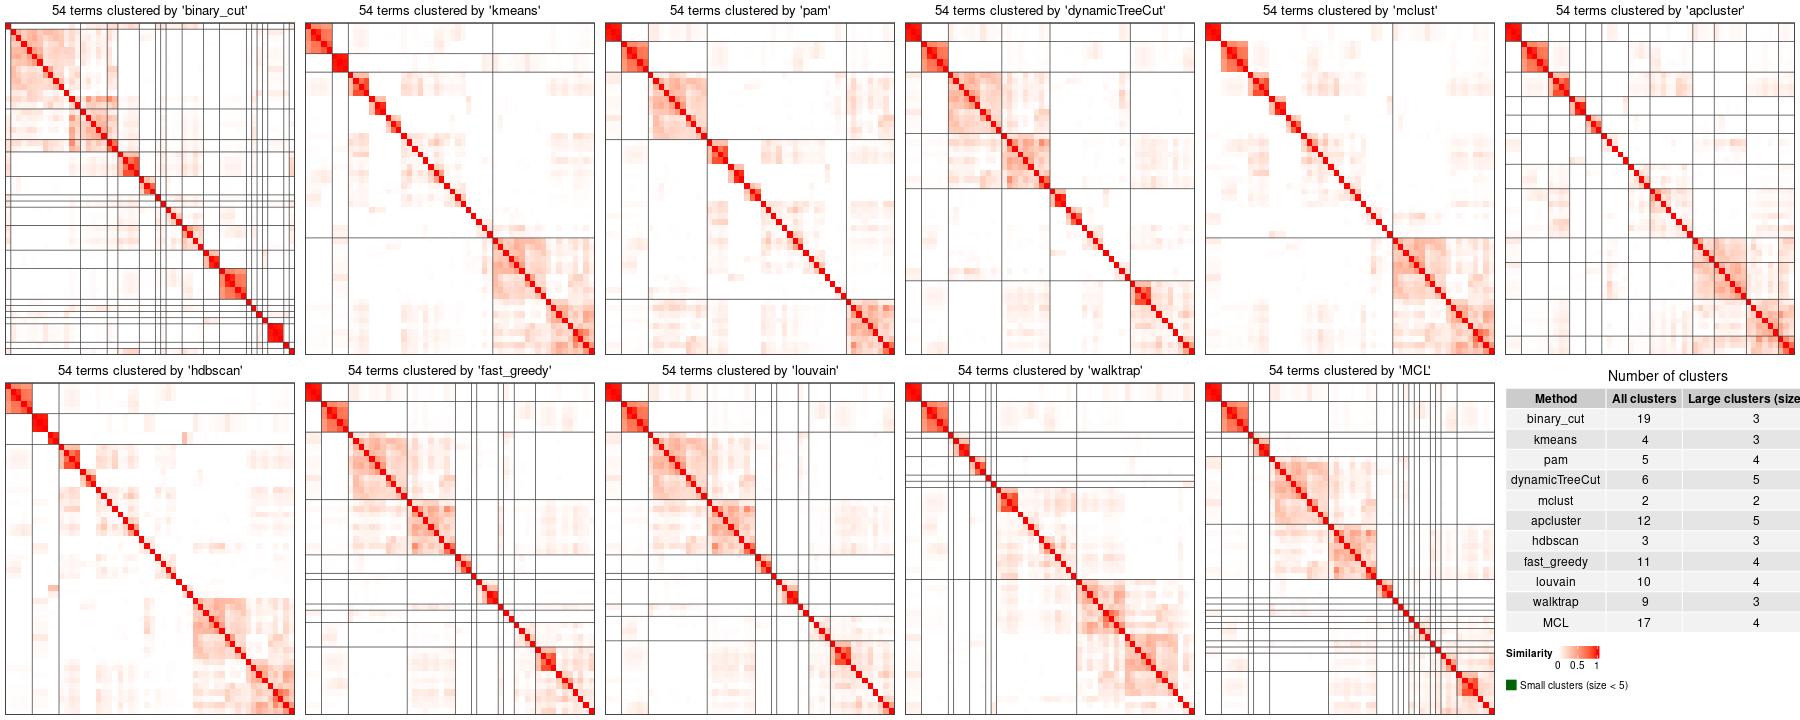 54 terms clustered by 'binary_cut'
54 terms clustered by 'kmeans'
54 terms clustered by 'pam'
54 terms clustered by 'dynamicTreeCut'
54 terms clustered by 'mclust'
54 terms clustered by 'apcluster'
54 terms clustered by 'hdbscan'
54 terms clustered by 'fast_greedy'
54 terms clustered by 'louvain'
54 terms clustered by 'walktrap'
54 terms clustered by 'MCL'
Number of clusters
Method All clusters Large clusters (size
binary_cut 19 3
kmeans 4 3
pam 5 4
dynamicTreeCut 6 5
mclust 2 2
apcluster 12 5
hdbscan 3 3
fast_greedy 11 4
louvain 10 4
walktrap 9 3
MCL 17 4
Similarity
0 0.5 1
Small clusters (size < 5)